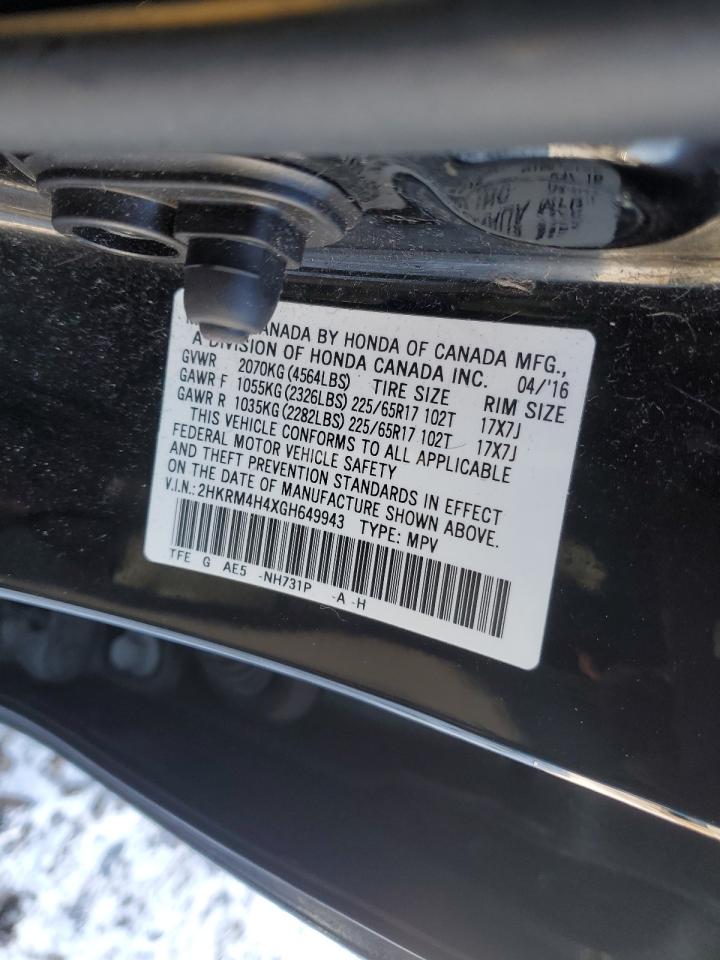 CANADA BY HONDA OF CANADA MFG.,
A DIVISION OF HONDA CANADA INC. 04/'16
GVWR 2070KG (4564LBS) TIRE SIZE RIM SIZE
GAWR F 1055KG (2326LBS) 225/65R17 102T 17X7J
GAWR R 1035KG (2282LBS) 225/65R17 102T 17X7J
THIS VEHICLE CONFORMS TO ALL APPLICABLE
FEDERAL MOTOR VEHICLE SAFETY
AND THEFT PREVENTION STANDARDS IN EFFECT
ON THE DATE OF MANUFACTURE SHOWN ABOVE.
V.I.N.: 2HKRM4H4XGH649943 TYPE: MPV
TFE G AE5 -NH731P -A -H